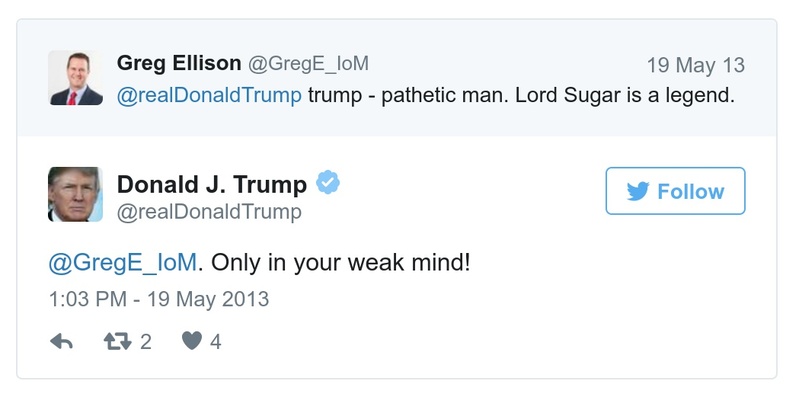 Greg Ellison @GregE_IoM 19 May 13
@realDonaldTrump trump - pathetic man. Lord Sugar is a legend.
Donald J. Trump
Follow
@realDonaldTrump
@GregE_IoM. Only in your weak mind!
1:03 PM - 19 May 2013
2 4